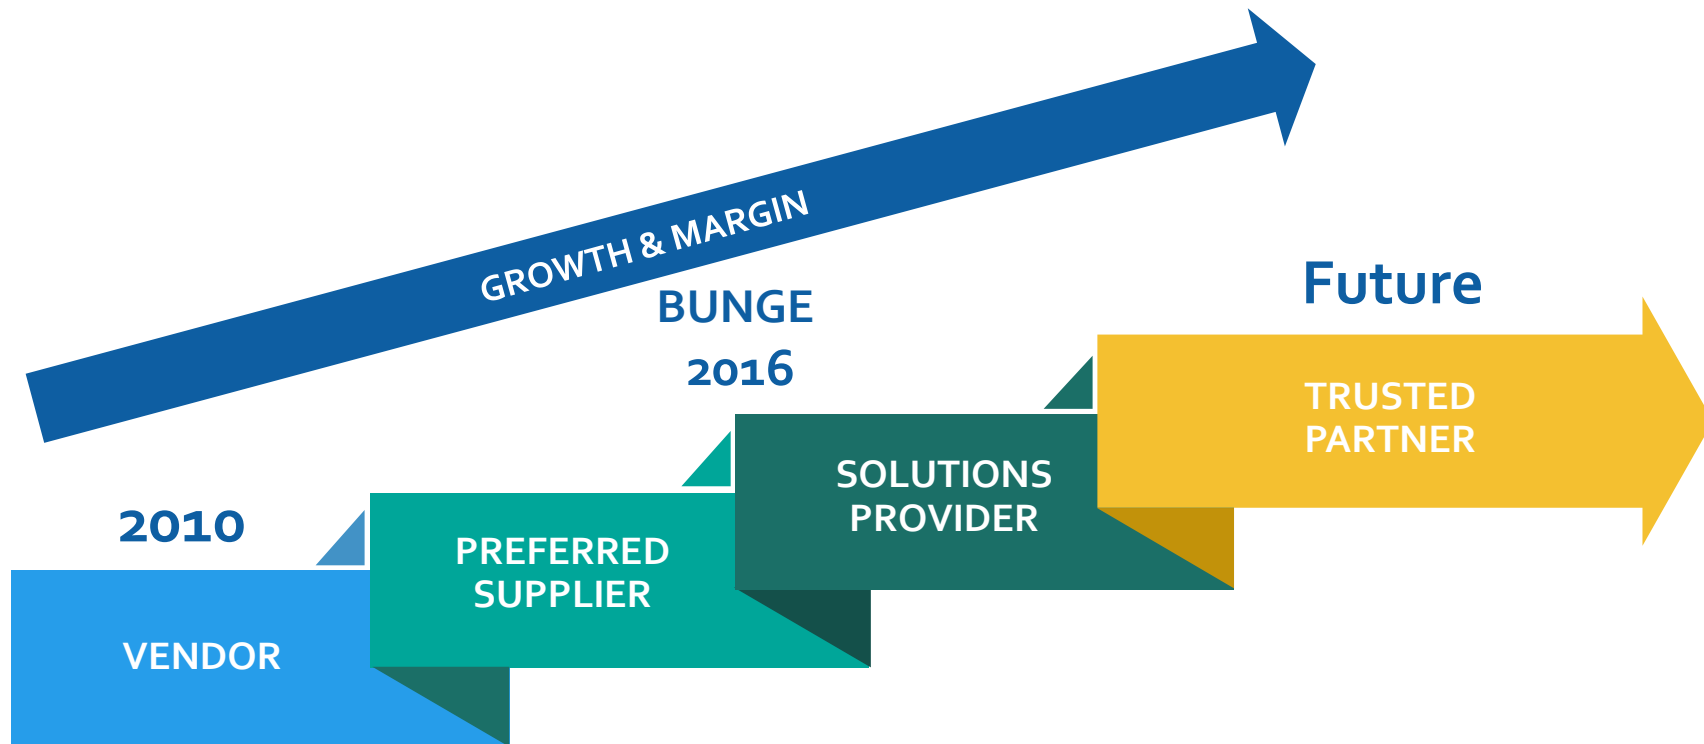 GROWTH & MARGIN
BUNGE
2016
Future
2010
VENDOR
PREFERRED
SUPPLIER
SOLUTIONS
PROVIDER
TRUSTED
PARTNER